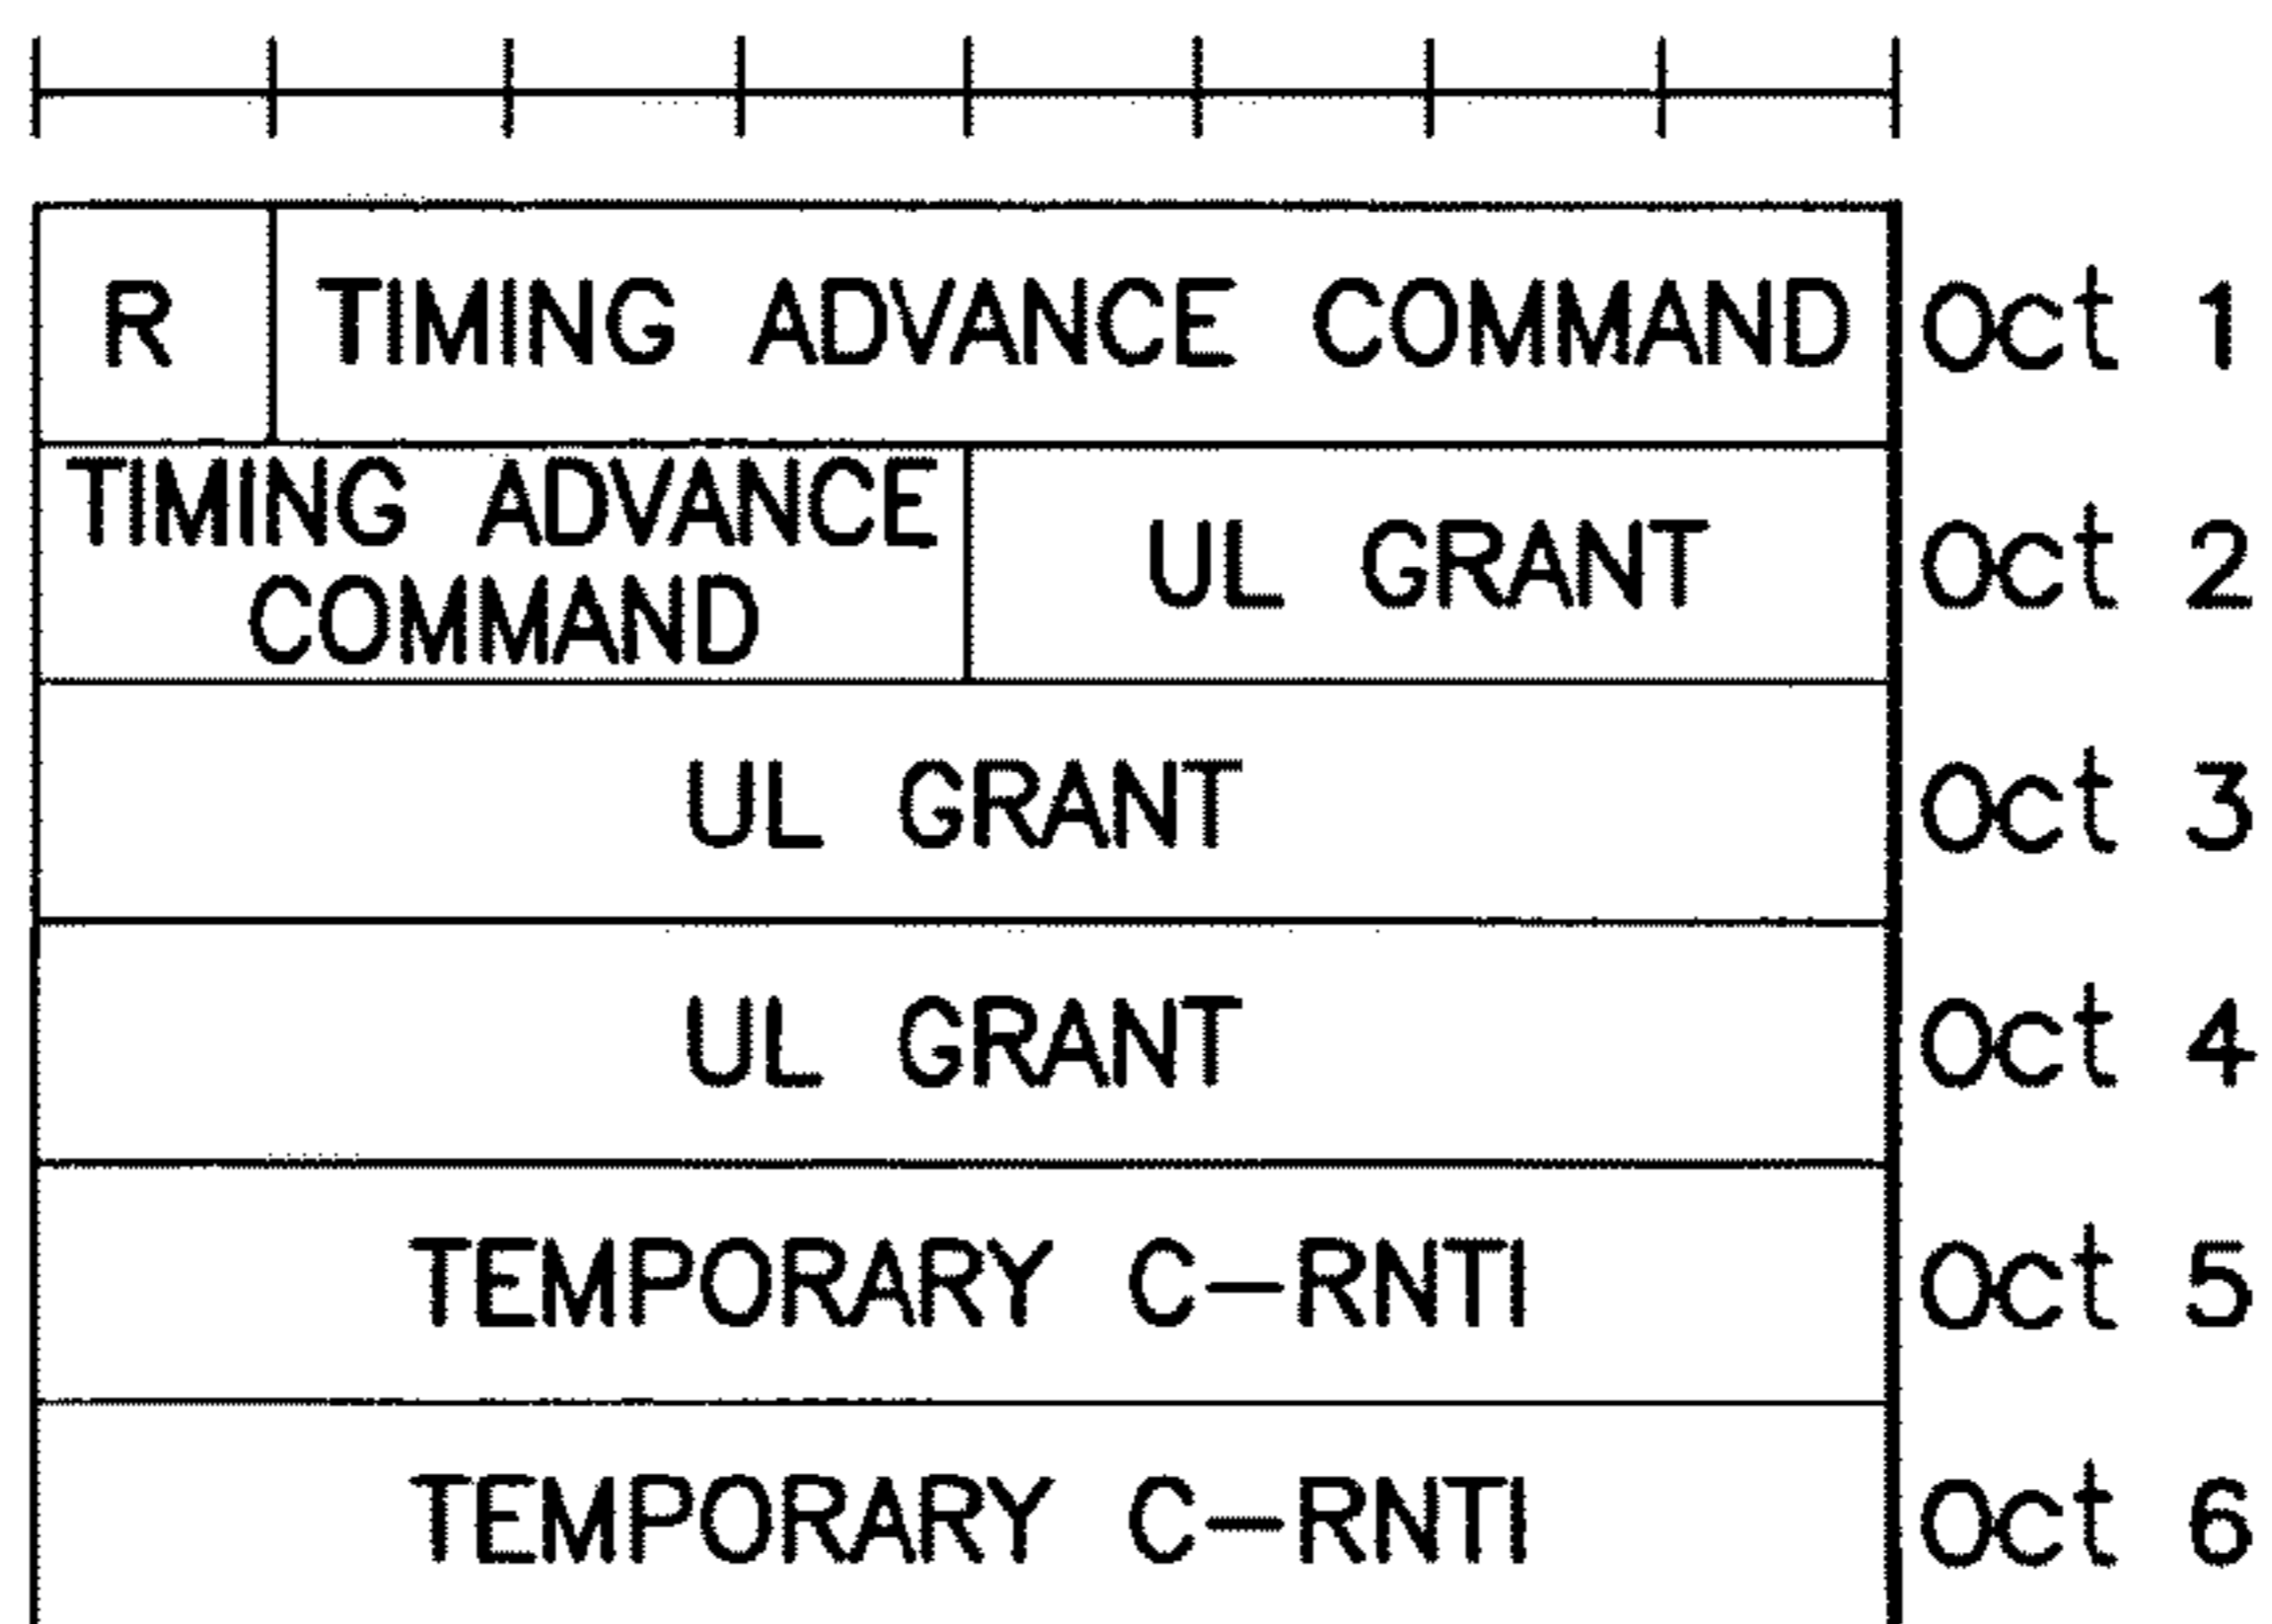 R TIMING ADVANCE COMMAND Oct 1
TIMING ADVANCE
COMMAND
UL GRANT Oct 2
UL GRANT Oct 3
UL GRANT Oct 4
TEMPORARY C-RNTI Oct 5
TEMPORARY C-RNTI Oct 6